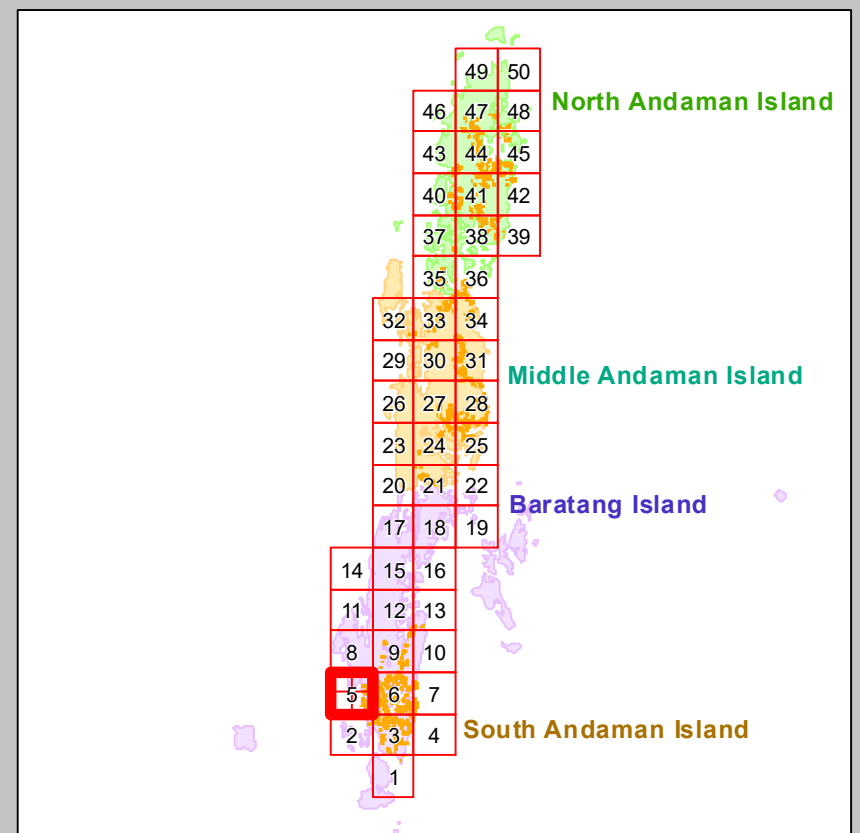 49 50
North Andaman Island
46 47 48
43 44 45
40 41 42
37 38 39
35 36
32 33 34
29 30 31
Middle Andaman Island
26 27 28
23 24 25
20 21 22
Baratang Island
17 18 19
14 15 16
11 12 13
8 9 10
5 6 7
2 3 4
South Andaman Island
1